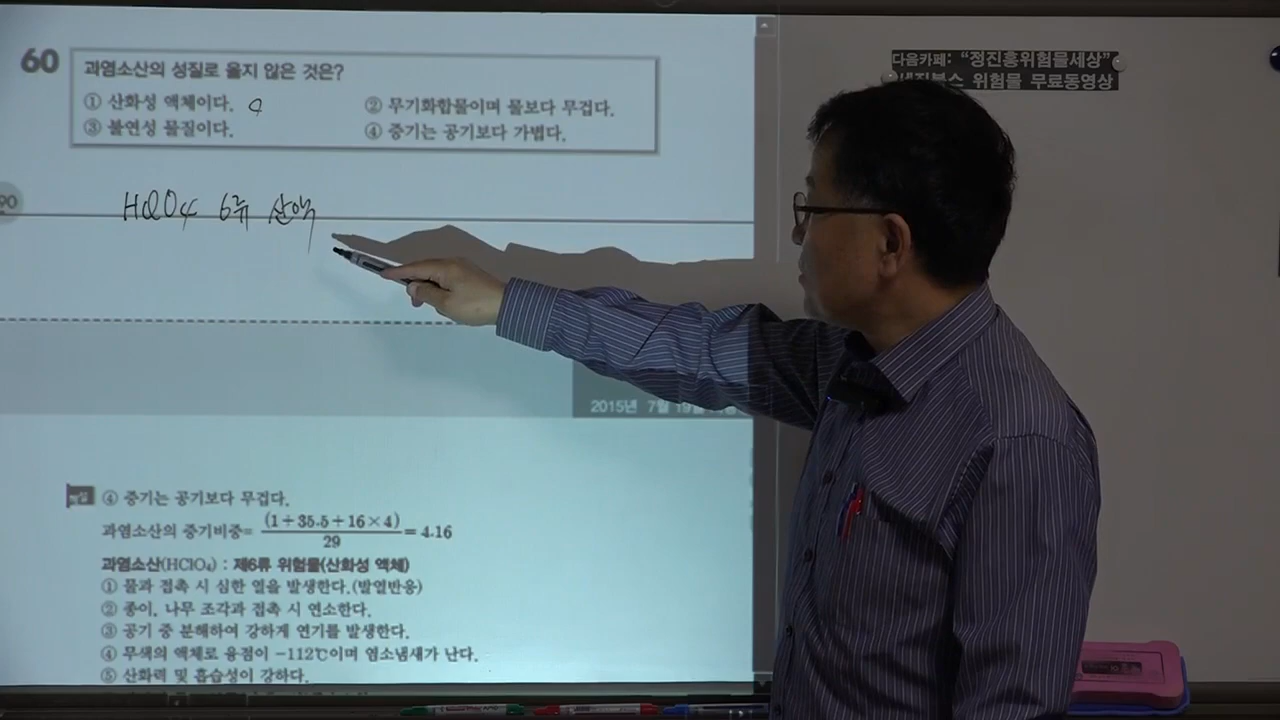 다음카페: "정진홍위험물세상"
위험물 무료동영상
60
과염소산의 성질로 옳지 않은 것은?
① 산화성 액체이다. ② 무기화합물이며 물보다 무겁다.
③ 불연성 물질이다. ④ 증기는 공기보다 가볍다.
90
HClO4 6류 산액
2015년 7월 19일
해설 ④ 증기는 공기보다 무겁다.
과염소산의 증기비중= (1+35.5+16×4)/29 = 4.16
과염소산(HClO₄) : 제6류 위험물(산화성 액체)
① 물과 접촉 시 심한 열을 발생한다.(발열반응)
② 종이, 나무 조각과 접촉 시 연소한다.
③ 공기 중 분해하여 강하게 연기를 발생한다.
④ 무색의 액체로 융점이 -112℃이며 염소냄새가 난다.
⑤ 산화력 및 흡습성이 강하다.